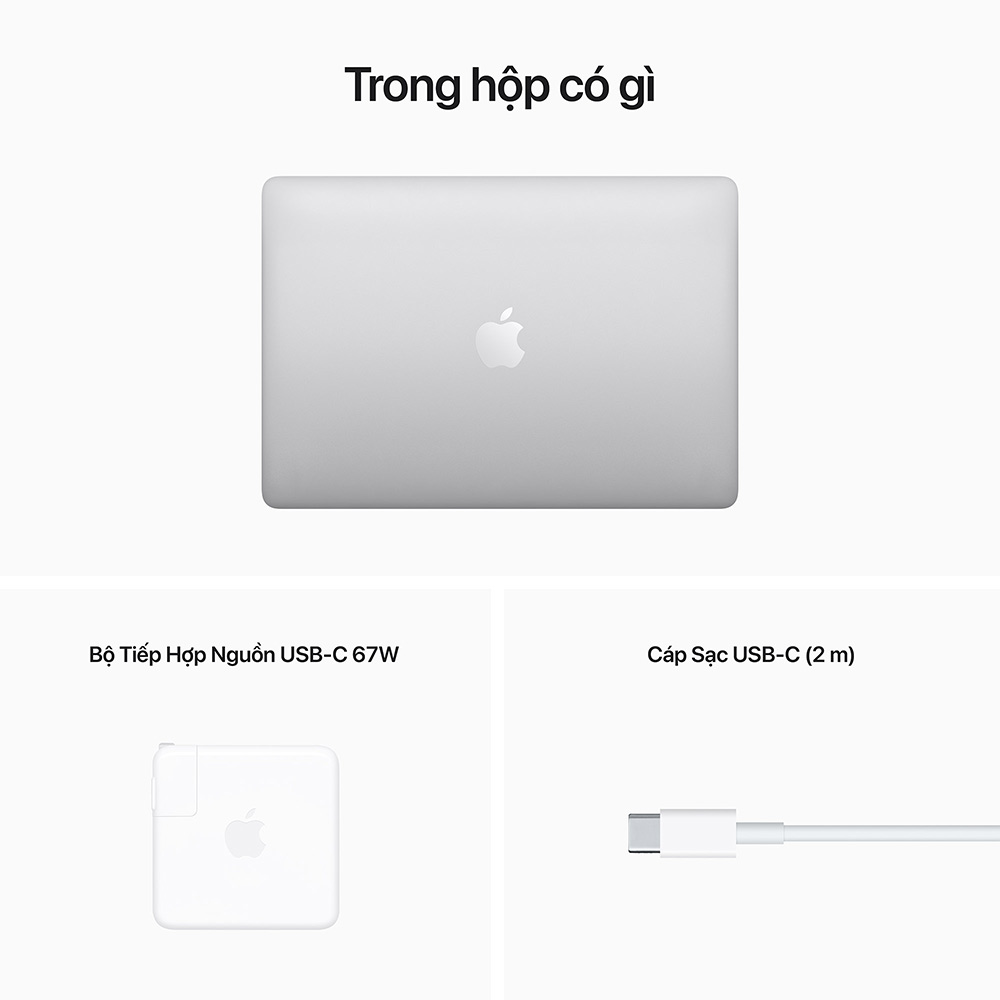 Trong hộp có gì
Bộ Tiếp Hợp Nguồn USB-C 67W
Cáp Sạc USB-C (2 m)